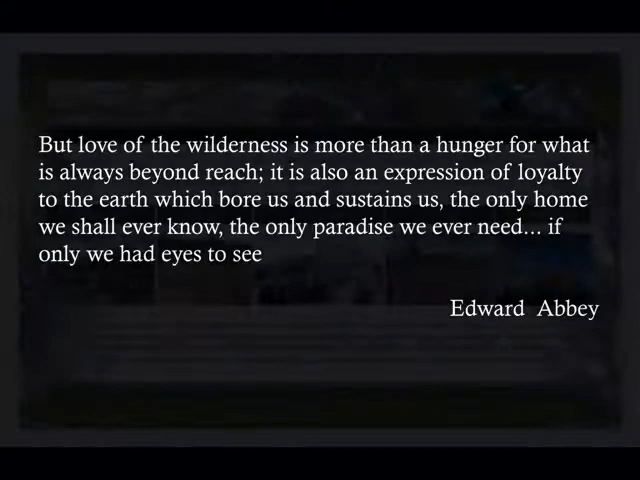 But love of the wilderness is more than a hunger for what
is always beyond reach; it is also an expression of loyalty
to the earth which bore us and sustains us, the only home
we shall ever know, the only paradise we ever need... if
only we had eyes to see
Edward Abbey